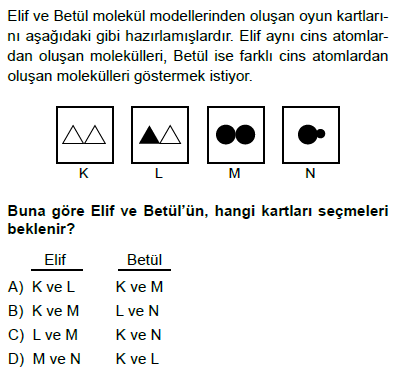 Elif ve Betül molekül modellerinden oluşan oyun kartları-
nı aşağıdaki gibi hazırlamışlardır. Elif aynı cins atomlar-
dan oluşan molekülleri, Betül ise farklı cins atomlardan
oluşan molekülleri göstermek istiyor.
K L M N
Buna göre Elif ve Betül'ün, hangi kartları seçmeleri
beklenir?
Elif Betül
A) K ve L K ve M
B) K ve M L ve N
C) L ve M K ve N
D) M ve N K ve L